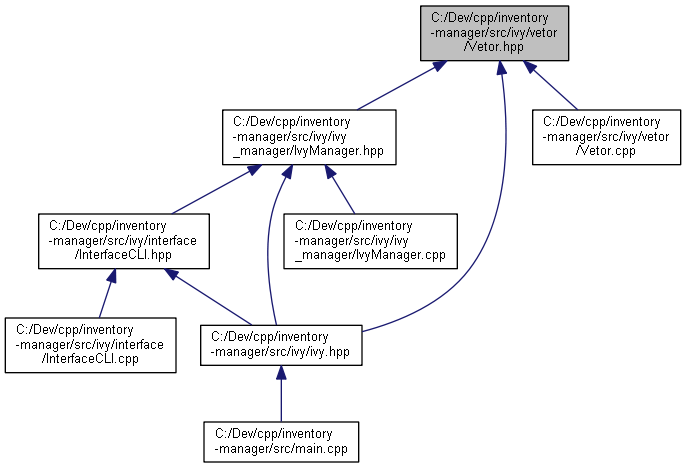 C:/Dev/cpp/inventory
-manager/src/ivy/vetor
/Vetor.hpp
C:/Dev/cpp/inventory
-manager/src/ivy/ivy
_manager/IvyManager.hpp
C:/Dev/cpp/inventory
-manager/src/ivy/vetor
/Vetor.cpp
C:/Dev/cpp/inventory
-manager/src/ivy/interface
/InterfaceCLI.hpp
C:/Dev/cpp/inventory
-manager/src/ivy/ivy
_manager/IvyManager.cpp
C:/Dev/cpp/inventory
-manager/src/ivy/interface
/InterfaceCLI.cpp
C:/Dev/cpp/inventory
-manager/src/ivy/ivy.hpp
C:/Dev/cpp/inventory
-manager/src/main.cpp